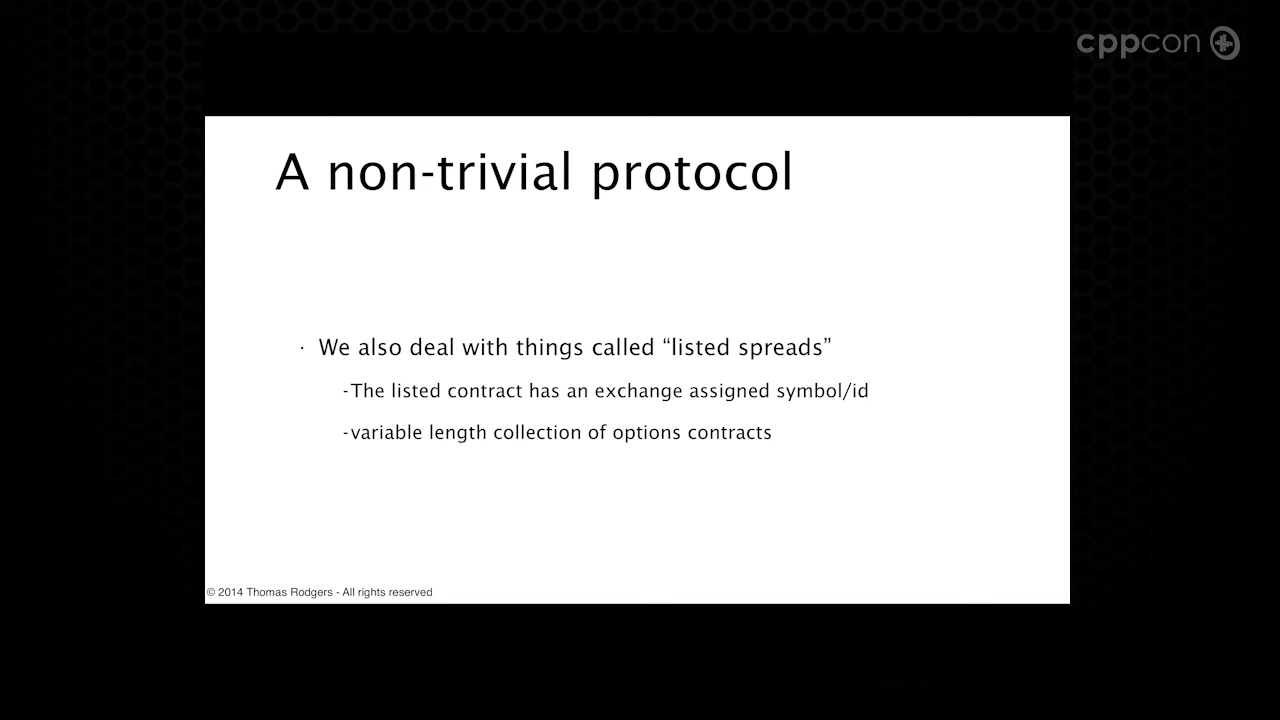 cppcon
A non-trivial protocol
· We also deal with things called “listed spreads”
-The listed contract has an exchange assigned symbol/id
-variable length collection of options contracts
© 2014 Thomas Rodgers - All rights reserved